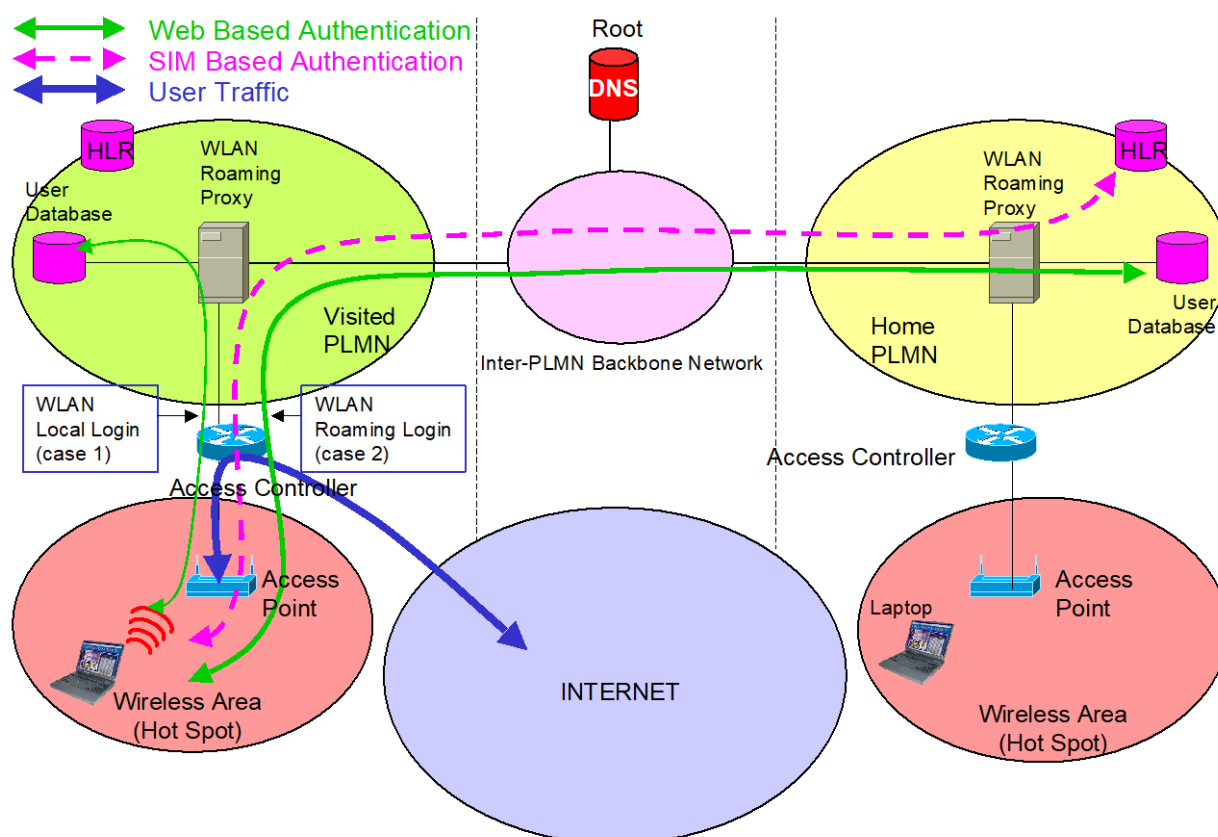 Web Based Authentication
SIM Based Authentication
User Traffic
Root
DNS
HLR
WLAN
Roaming
Proxy
User
Database
Visited
PLMN
Inter-PLMN Backbone Network
WLAN
Roaming
Proxy
HLR
User
Database
Home
PLMN
WLAN
Local Login
(case 1)
WLAN
Roaming Login
(case 2)
Access Controller
Access Controller
Access
Point
Wireless Area
(Hot Spot)
INTERNET
Laptop
Access
Point
Wireless Area
(Hot Spot)